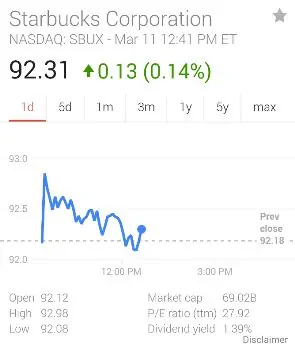 Starbucks Corporation
NASDAQ: SBUX - Mar 11 12:41 PM ET
92.31 0.13 (0.14%)
1d 5d 1m 3m 1y 5y max
93.0
92.5
Prev
close
92.18
92.0
12:00 PM 3:00 PM
Open 92.12 Market cap 69.02B
High 92.98 P/E ratio (ttm) 27.92
Low 92.08 Dividend yield 1.39%
Disclaimer